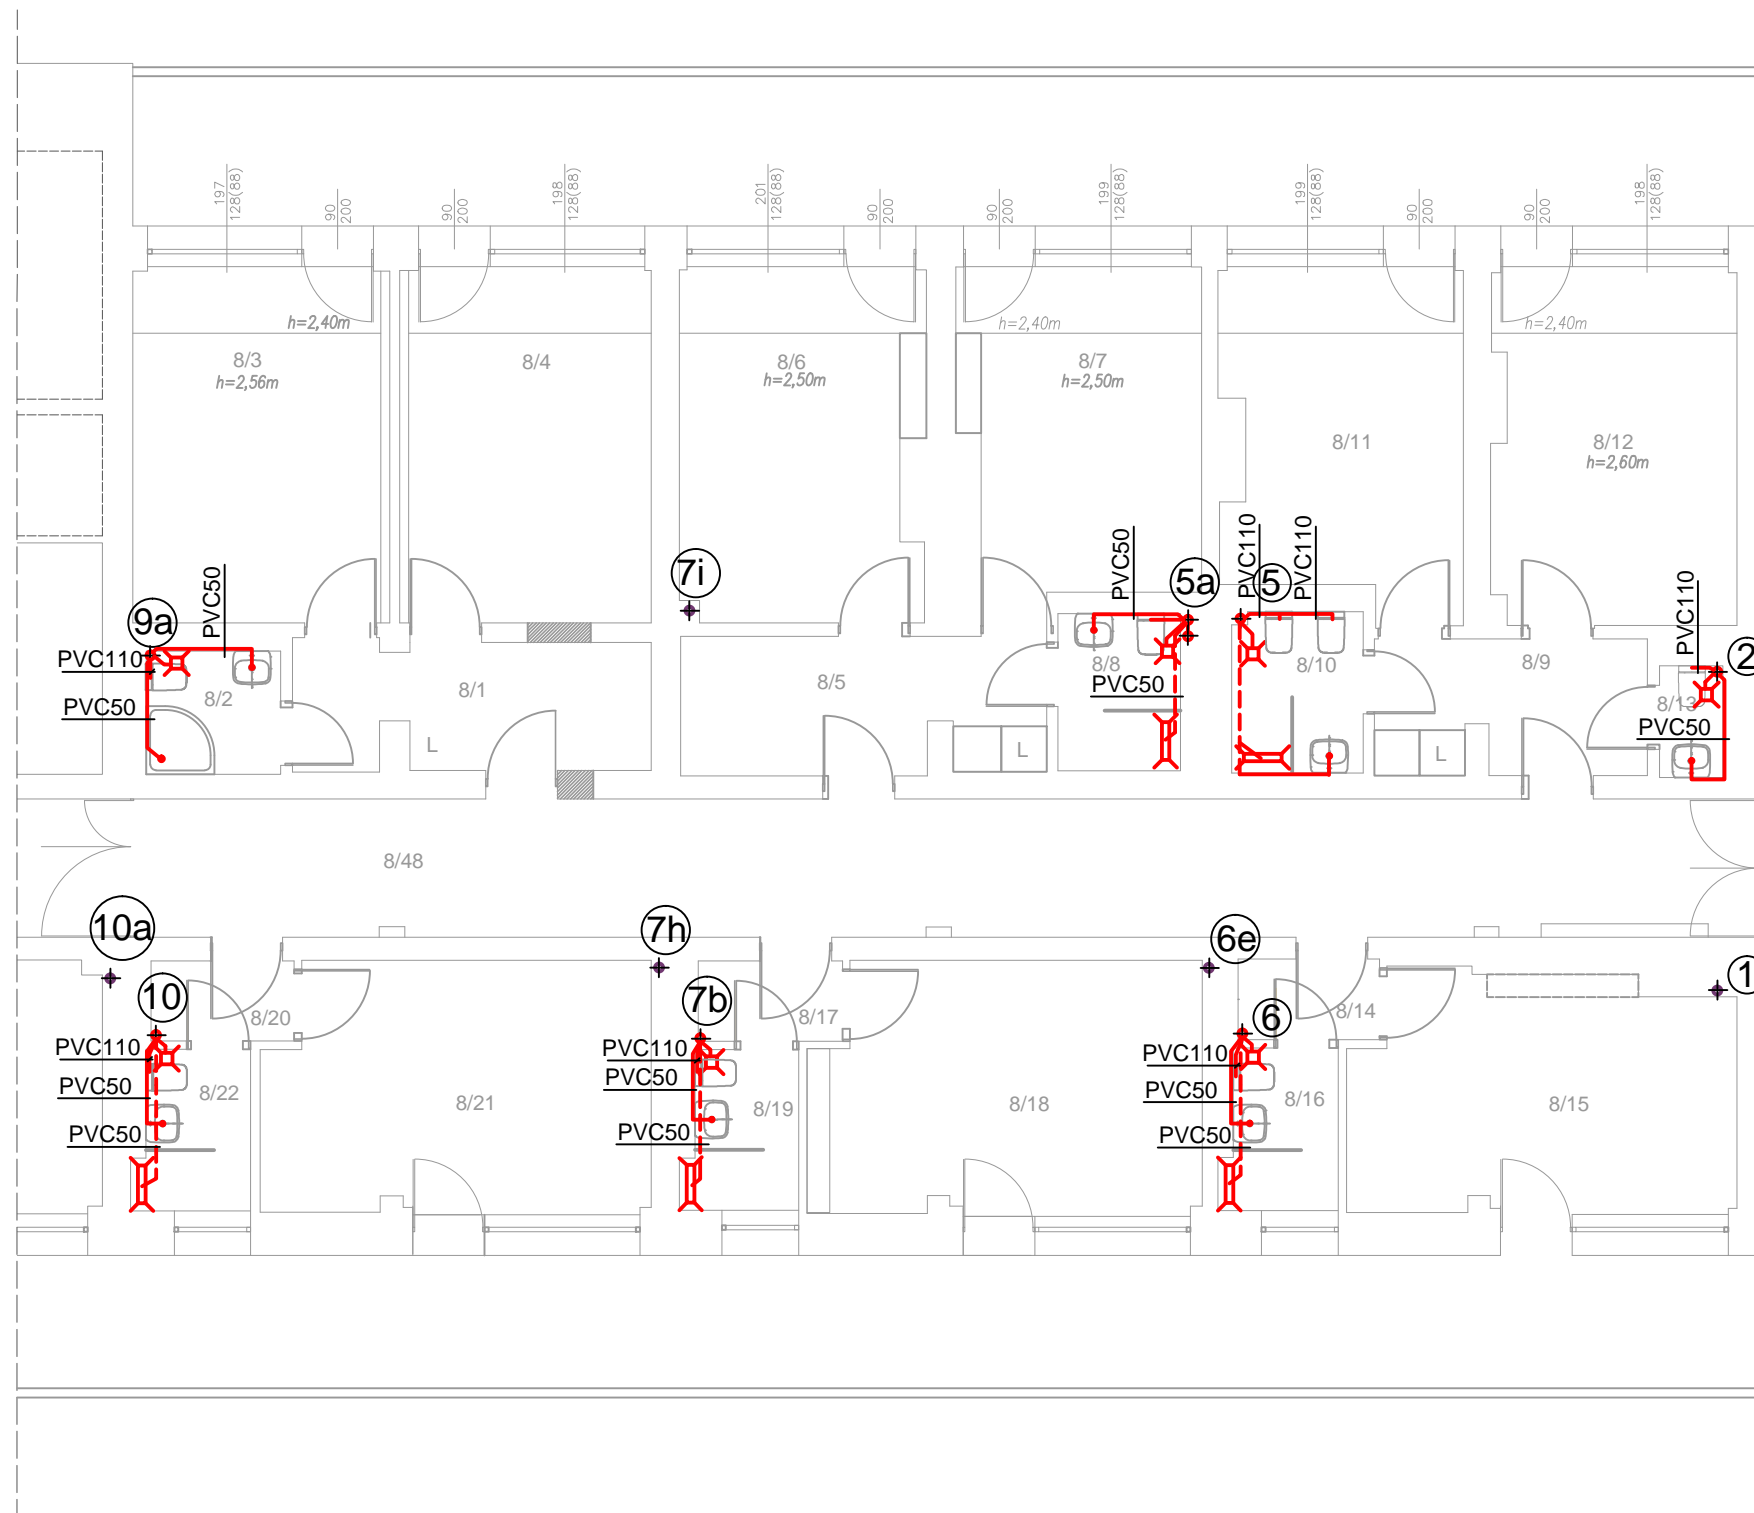 197
128(88)
90
200
90
200
198
128(88)
201
128(88)
90
200
90
200
199
128(88)
199
128(88)
90
200
90
200
198
128(88)
h=2,40m
h=2,40m
h=2,40m
8/3
h=2,56m
8/4
8/6
h=2,50m
8/7
h=2,50m
8/11
8/12
h=2,60m
7i
5a
5
9a
2
PVC50
PVC50
PVC110
PVC110
PVC110
PVC110
PVC50
8/2
8/1
8/5
8/8
PVC50
8/10
8/9
8/13
PVC50
L
L
L
8/48
10a
7h
6e
1
10
7b
6
8/20
8/17
8/14
PVC110
PVC50
PVC50
8/22
8/21
PVC110
PVC50
PVC50
8/19
8/18
PVC110
PVC50
PVC50
8/16
8/15